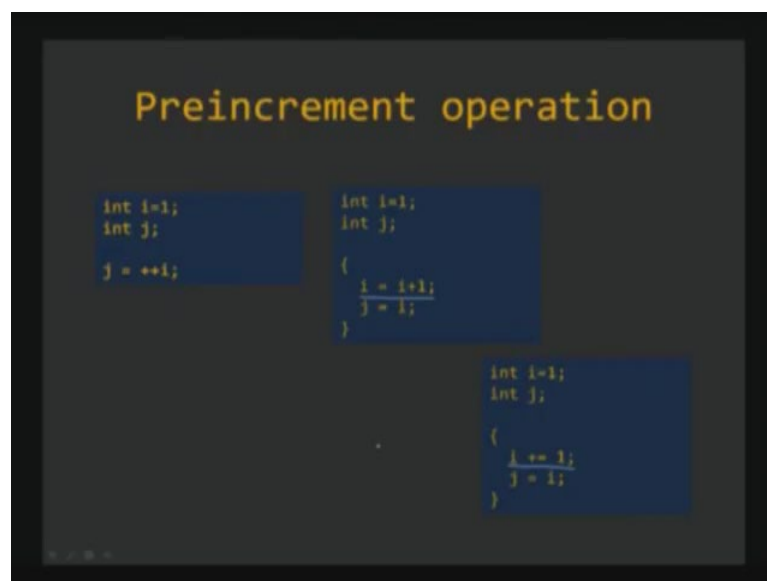 Preincrement operation
int i=1;
int j;
j = ++i;
int i=1;
int j;
{
i = i+1;
j = i;
}
int i=1;
int j;
{
i += 1;
j = i;
}